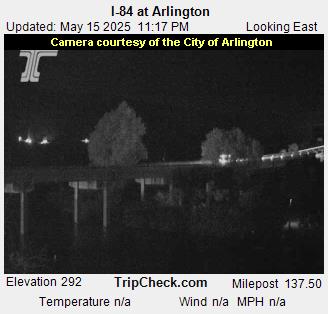 I-84 at Arlington
Updated: May 15 2025 11:17 PM Looking East
Camera courtesy of the City of Arlington
Elevation 292 TripCheck.com Milepost 137.50
Temperature n/a Wind n/a MPH n/a